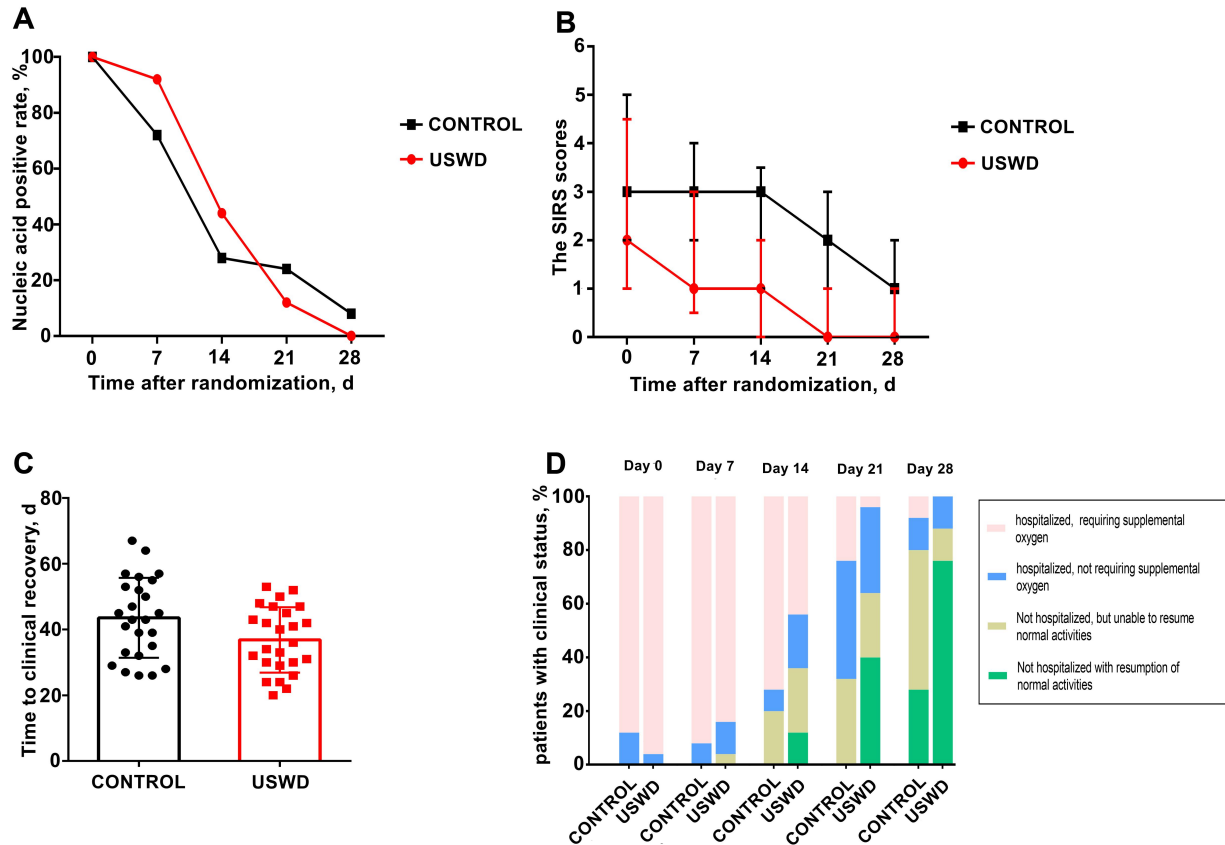 A
Nucleic acid positive rate, %
100
80
60
40
20
0
0 7 14 21 28
Time after randomization, d
CONTROL
USWD
B
The SIRS scores
6
5
4
3
2
1
0
0 7 14 21 28
Time after randomization, d
CONTROL
USWD
C
Time to clinical recovery, d
80
60
40
20
0
CONTROL USWD
D
Day 0 Day 7 Day 14 Day 21 Day 28
patients with clinical status, %
100
80
60
40
20
0
CONTROL USWD CONTROL USWD CONTROL USWD CONTROL USWD CONTROL USWD
hospitalized, requiring supplemental
oxygen
hospitalized, not requiring supplemental
oxygen
Not hospitalized, but unable to resume
normal activities
Not hospitalized with resumption of
normal activities